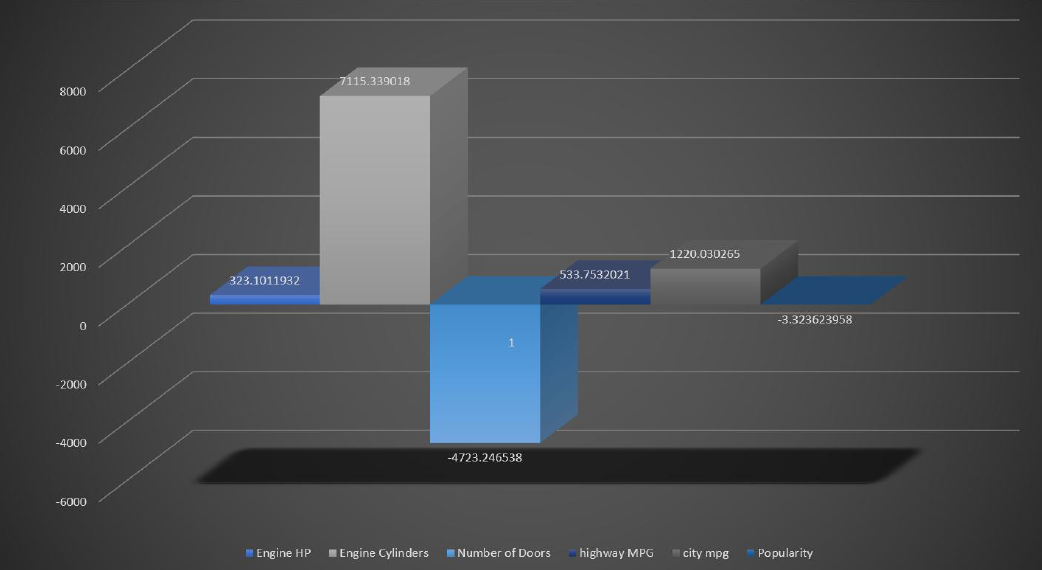 8000
6000
4000
2000
0
-2000
-4000
-6000
323.1011932
7115.339018
-4723.246538
533.7532021
1220.030265
-3.323623958
1
Engine HP
Engine Cylinders
Number of Doors
highway MPG
city mpg
Popularity